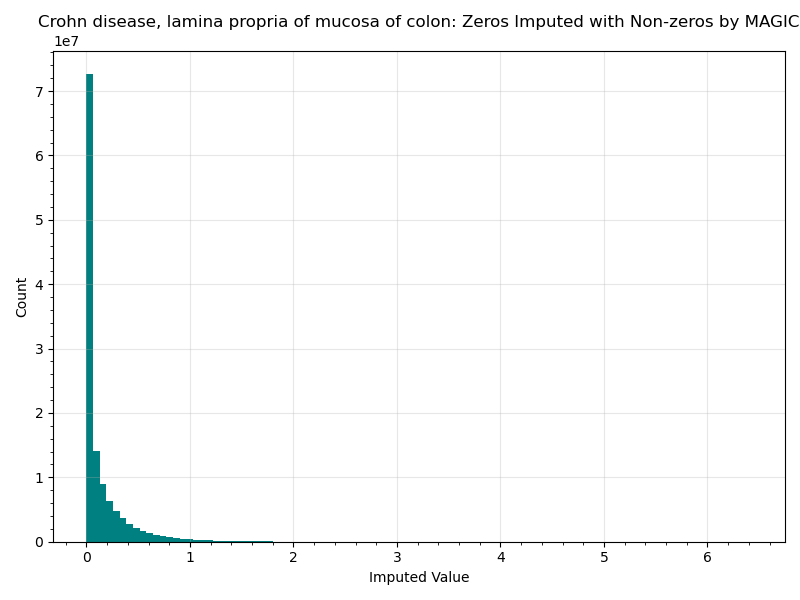 Crohn disease, lamina propria of mucosa of colon: Zeros Imputed with Non-zeros by MAGIC
1e7
7
6
5
4
3
2
1
0
Count
0 1 2 3 4 5 6
Imputed Value